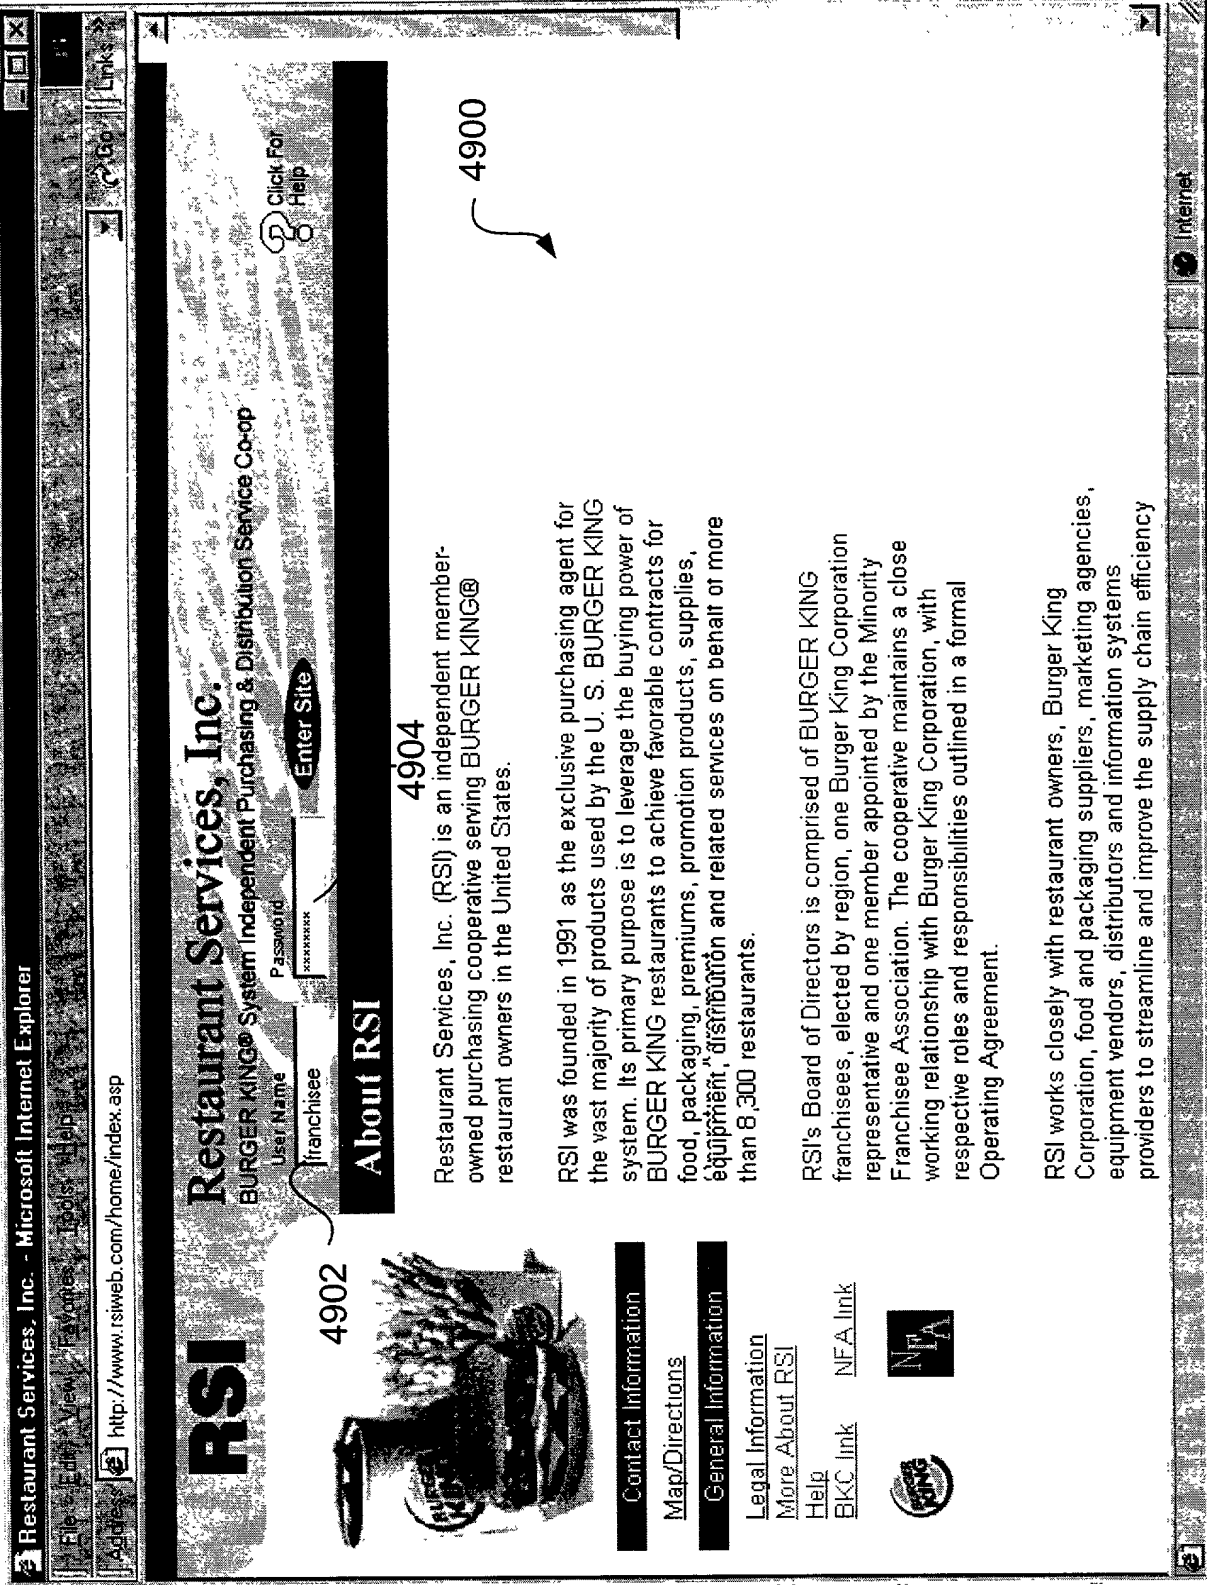 Restaurant Services, Inc. - Microsoft Internet Explorer
File Edit View Favorites Tools Help
Address http://www.rsiweb.com/home/index.asp Go Links »
RSI
Restaurant Services, Inc.
BURGER KING® System Independent Purchasing & Distribution Service Co-op
User Name Password
franchisee xxxxxxxx Enter Site
Click For
Help
4902
4904
4900
About RSI
Restaurant Services, Inc. (RSI) is an independent member-
owned purchasing cooperative serving BURGER KING®
restaurant owners in the United States.
RSI was founded in 1991 as the exclusive purchasing agent for
the vast majority of products used by the U. S. BURGER KING
system. Its primary purpose is to leverage the buying power of
BURGER KING restaurants to achieve favorable contracts for
food, packaging, premiums, promotion products, supplies,
equipment, distribution and related services on behalf of more
than 8,300 restaurants.
RSI's Board of Directors is comprised of BURGER KING
franchisees, elected by region, one Burger King Corporation
representative and one member appointed by the Minority
Franchisee Association. The cooperative maintains a close
working relationship with Burger King Corporation, with
respective roles and responsibilities outlined in a formal
Operating Agreement.
RSI works closely with restaurant owners, Burger King
Corporation, food and packaging suppliers, marketing agencies,
equipment vendors, distributors and information systems
providers to streamline and improve the supply chain efficiency
BURGER KING
Contact Information
Map/Directions
General Information
Legal Information
More About RSI
Help
BKC link NFA link
BURGER KING NFA
Internet